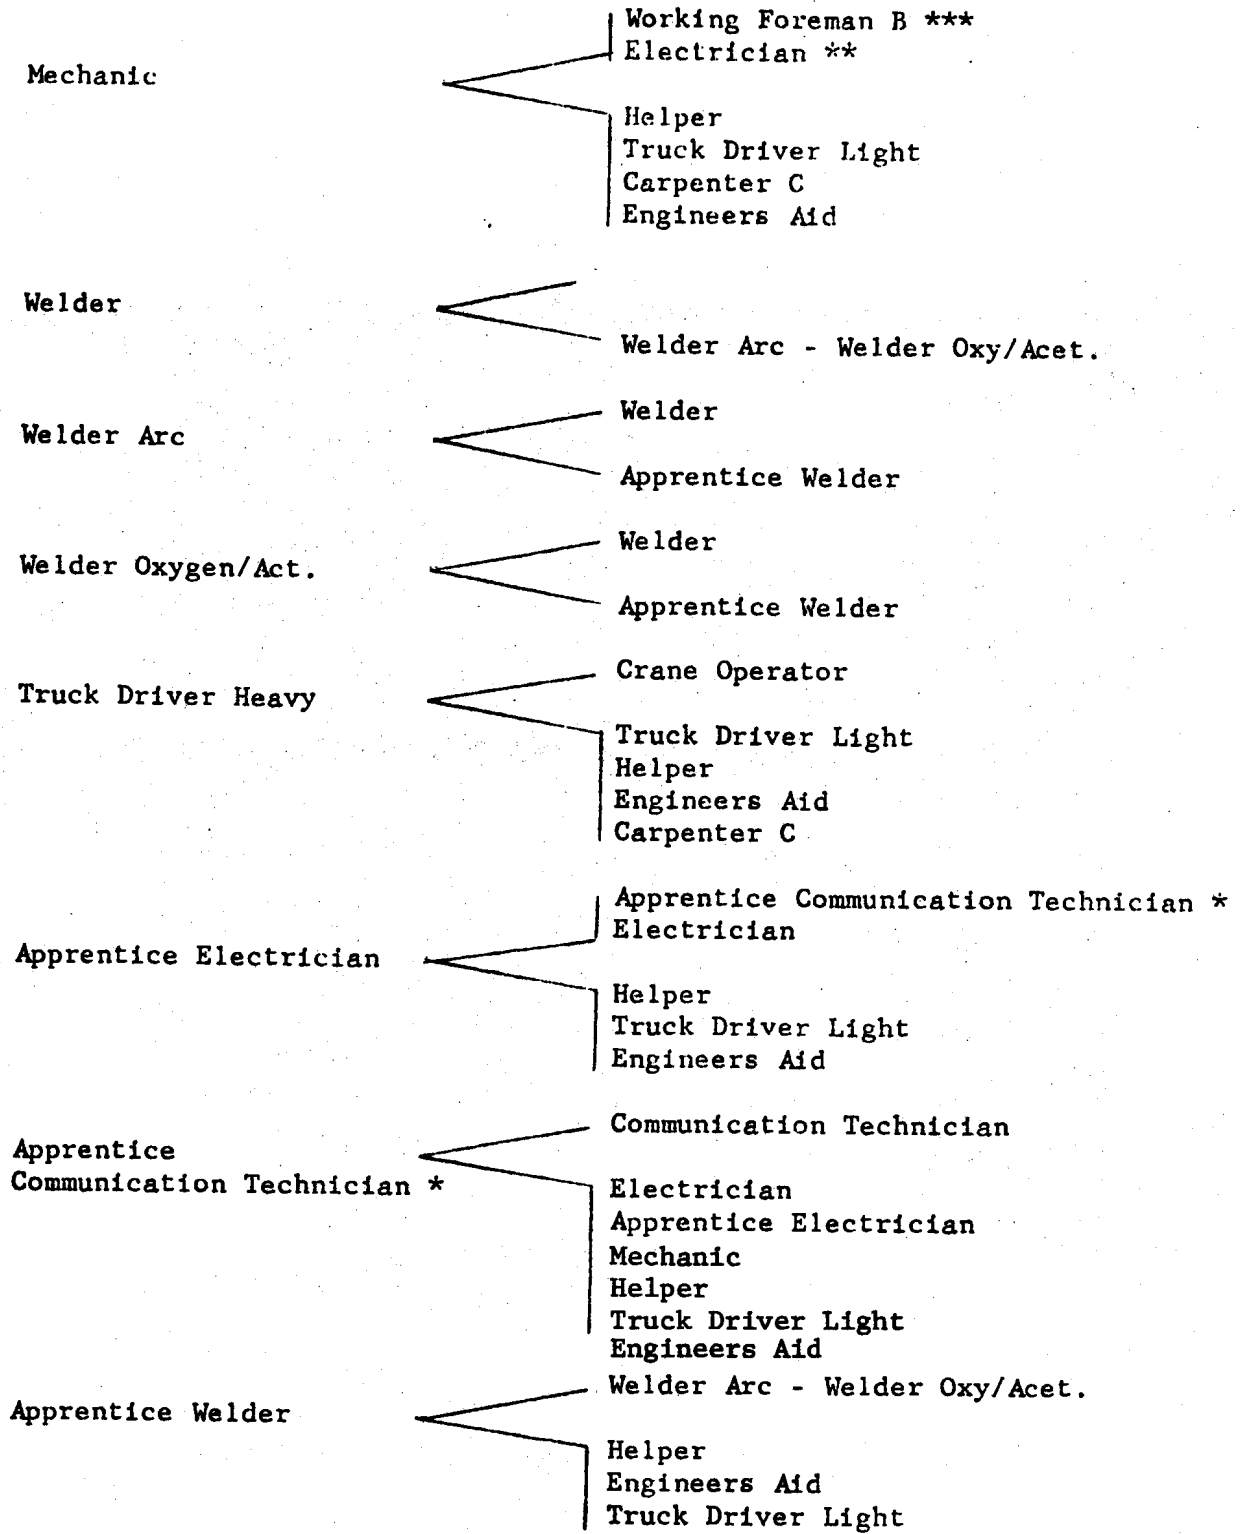 Working Foreman B ***
Electrician **
Mechanic
Helper
Truck Driver Light
Carpenter C
Engineers Aid
Welder
Welder Arc - Welder Oxy/Acet.
Welder
Welder Arc
Apprentice Welder
Welder
Welder Oxygen/Act.
Apprentice Welder
Crane Operator
Truck Driver Heavy
Truck Driver Light
Helper
Engineers Aid
Carpenter C
Apprentice Communication Technician *
Electrician
Apprentice Electrician
Helper
Truck Driver Light
Engineers Aid
Communication Technician
Apprentice
Communication Technician *
Electrician
Apprentice Electrician
Mechanic
Helper
Truck Driver Light
Engineers Aid
Welder Arc - Welder Oxy/Acet.
Apprentice Welder
Helper
Engineers Aid
Truck Driver Light